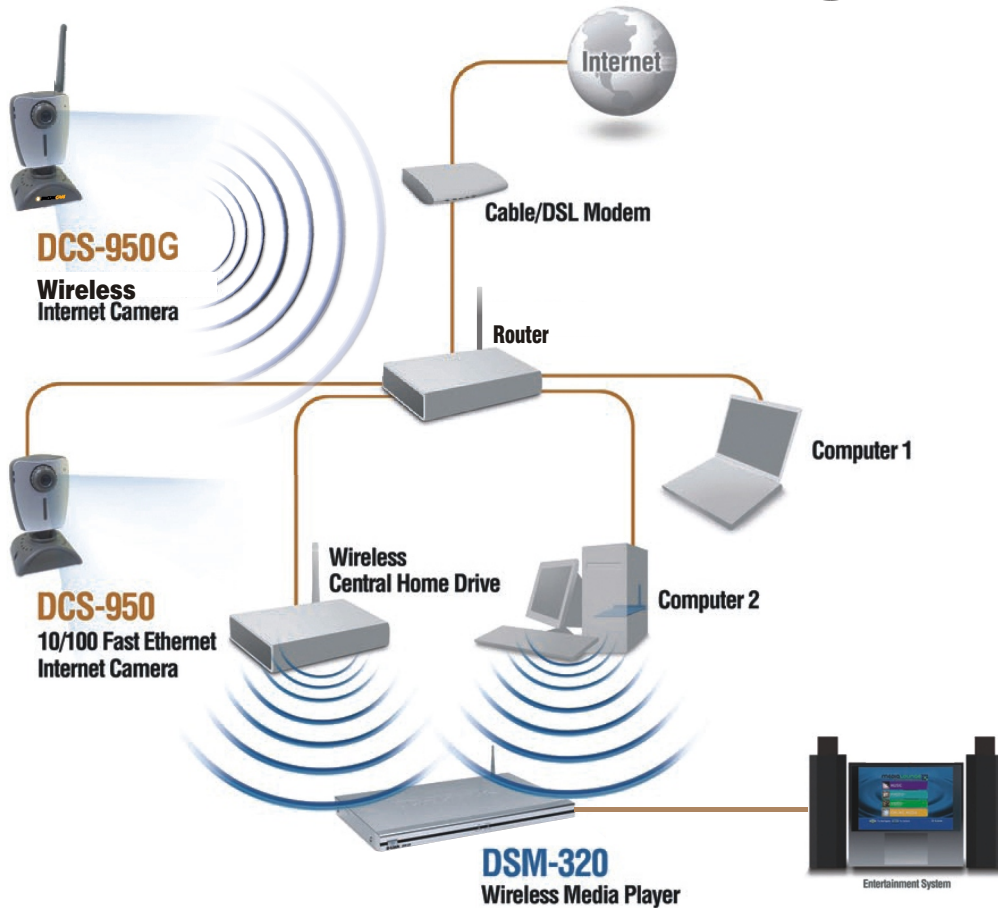 Internet
Cable/DSL Modem
DCS-950G
Wireless
Internet Camera
Router
Computer 1
Wireless
Central Home Drive
Computer 2
DCS-950
10/100 Fast Ethernet
Internet Camera
DSM-320
Wireless Media Player
Entertainment System